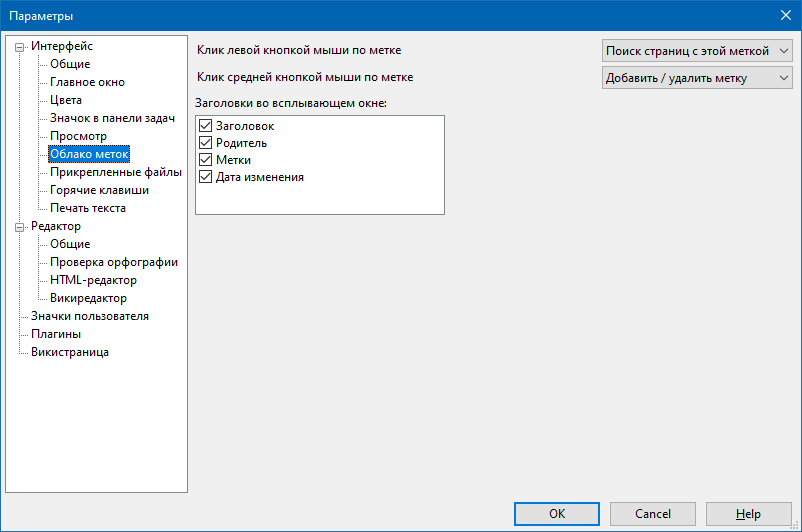 Параметры
Интерфейс
Общие
Главное окно
Цвета
Значок в панели задач
Просмотр
Облако меток
Прикрепленные файлы
Горячие клавиши
Печать текста
Редактор
Общие
Проверка орфографии
HTML-редактор
Викиредактор
Значки пользователя
Плагины
Викистраница
Клик левой кнопкой мыши по метке
Поиск страниц с этой меткой
Клик средней кнопкой мыши по метке
Добавить / удалить метку
Заголовки во всплывающем окне:
Заголовок
Родитель
Метки
Дата изменения
OK
Cancel
Help